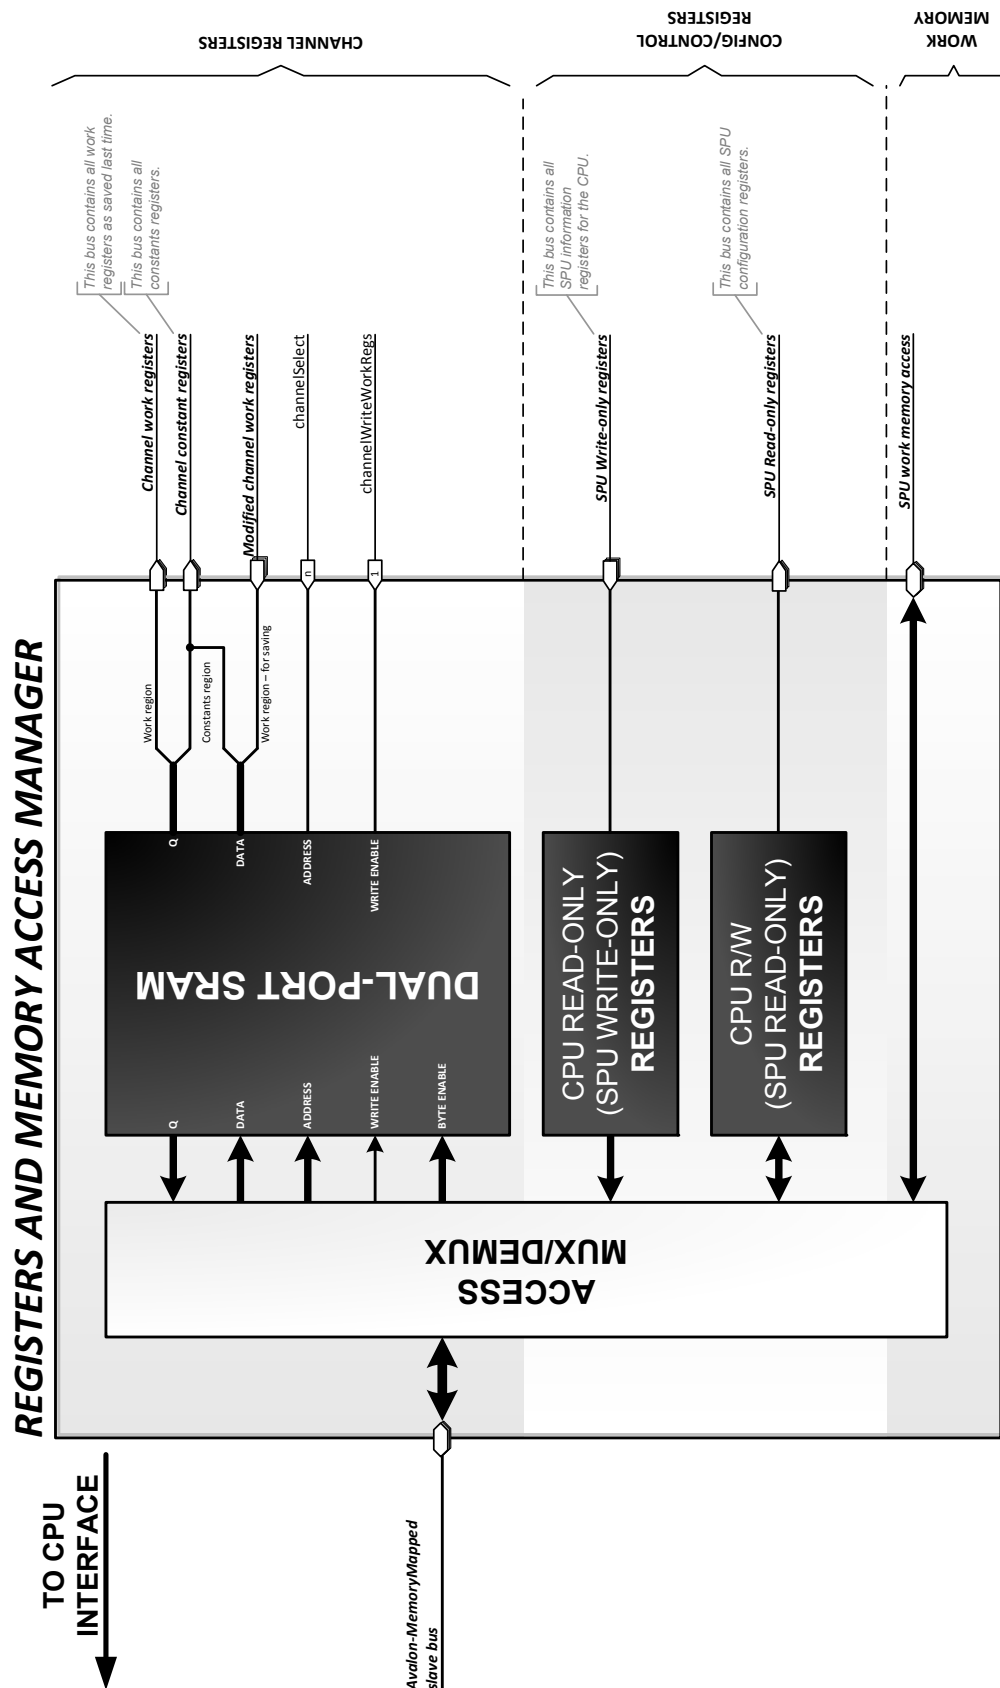 REGISTERS AND MEMORY ACCESS MANAGER
TO CPU
INTERFACE
Avalon-MemoryMapped
slave bus
ACCESS
MUX/DEMUX
DUAL-PORT SRAM
Q
DATA
ADDRESS
WRITE ENABLE
BYTE ENABLE
Q
DATA
ADDRESS
WRITE ENABLE
CPU READ-ONLY
(SPU WRITE-ONLY)
REGISTERS
CPU R/W
(SPU READ-ONLY)
REGISTERS
Work region
Constants region
Work region – for saving
n
1
Channel work registers
Channel constant registers
Modified channel work registers
channelSelect
channelWriteWorkRegs
SPU Write-only registers
SPU Read-only registers
SPU work memory access
This bus contains all work
registers as saved last time.
This bus contains all
constants registers.
This bus contains all
SPU information
registers for the CPU.
This bus contains all SPU
configuration registers.
CHANNEL REGISTERS
CONFIG/CONTROL
REGISTERS
WORK
MEMORY